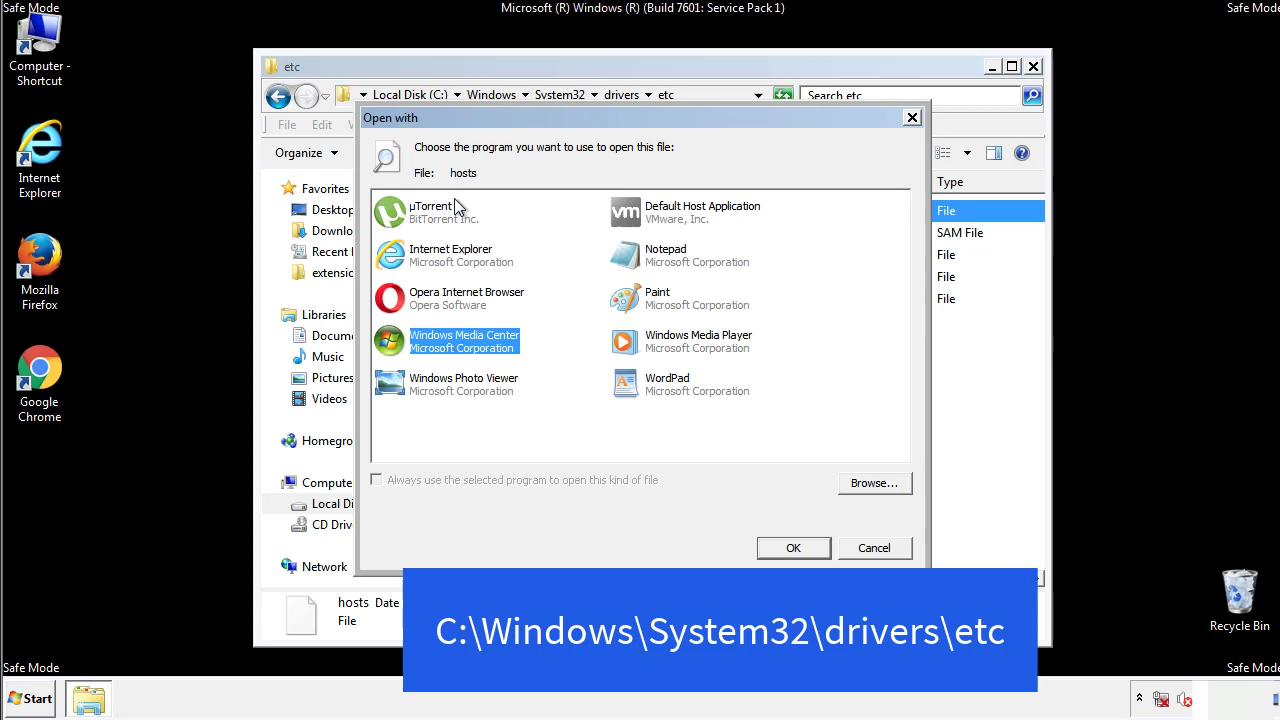 Safe Mode
Microsoft (R) Windows (R) (Build 7601: Service Pack 1)
Safe Mode
Computer -
Shortcut
Internet
Explorer
Mozilla
Firefox
Google
Chrome
etc
Local Disk (C:) Windows System32 drivers etc
Search etc
File Edit
Organize
Type
Favorites
Desktop
Downlo
Recent
extensio
Libraries
Docume
Music
Pictures
Videos
Homegro
Compute
Local Di
CD Driv
Network
File
SAM File
File
File
File
Open with
Choose the program you want to use to open this file:
File: hosts
µTorrent
BitTorrent Inc.
Default Host Application
VMware, Inc.
Internet Explorer
Microsoft Corporation
Notepad
Microsoft Corporation
Opera Internet Browser
Opera Software
Paint
Microsoft Corporation
Windows Media Center
Microsoft Corporation
Windows Media Player
Microsoft Corporation
Windows Photo Viewer
Microsoft Corporation
WordPad
Microsoft Corporation
Always use the selected program to open this kind of file
Browse...
OK
Cancel
hosts Date
File
C:\Windows\System32\drivers\etc
Recycle Bin
Safe Mode
Safe Mode
Start